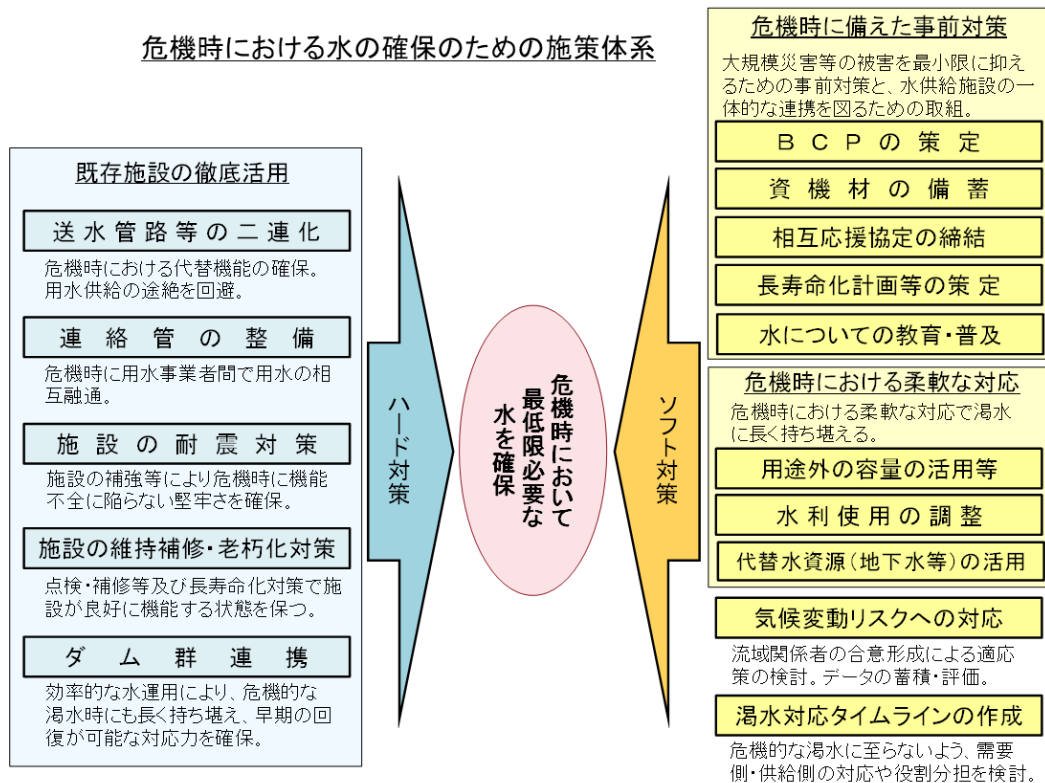 危機時における水の確保のための施策体系
既存施設の徹底活用
送水管路等の二連化
危機時における代替機能の確保。
用水供給の途絶を回避。
連絡管の整備
危機時に用水事業者間で用水の相
互融通。
施設の耐震対策
施設の補強等により危機時に機能
不全に陥らない堅牢さを確保。
施設の維持補修・老朽化対策
点検・補修等及び長寿命化対策で施
設が良好に機能する状態を保つ。
ダム群連携
効率的な水運用により、危機的な
渇水時にも長く持ち堪え、早期の回
復が可能な対応力を確保。
ハード対策
危機時において
最低限必要な
水を確保
ソフト対策
危機時に備えた事前対策
大規模災害等の被害を最小限に抑え
るための事前対策と、水供給施設の一
体的な連携を図るための取組。
ＢＣＰの策定
資機材の備蓄
相互応援協定の締結
長寿命化計画等の策定
水についての教育・普及
危機時における柔軟な対応
危機時における柔軟な対応で渇水
に長く持ち堪える。
用途外の容量の活用等
水利使用の調整
代替水資源（地下水等）の活用
気候変動リスクへの対応
流域関係者の合意形成による適応
策の検討。データの蓄積・評価。
渇水対応タイムラインの作成
危機的な渇水に至らないよう、需要
側・供給側の対応や役割分担を検討。